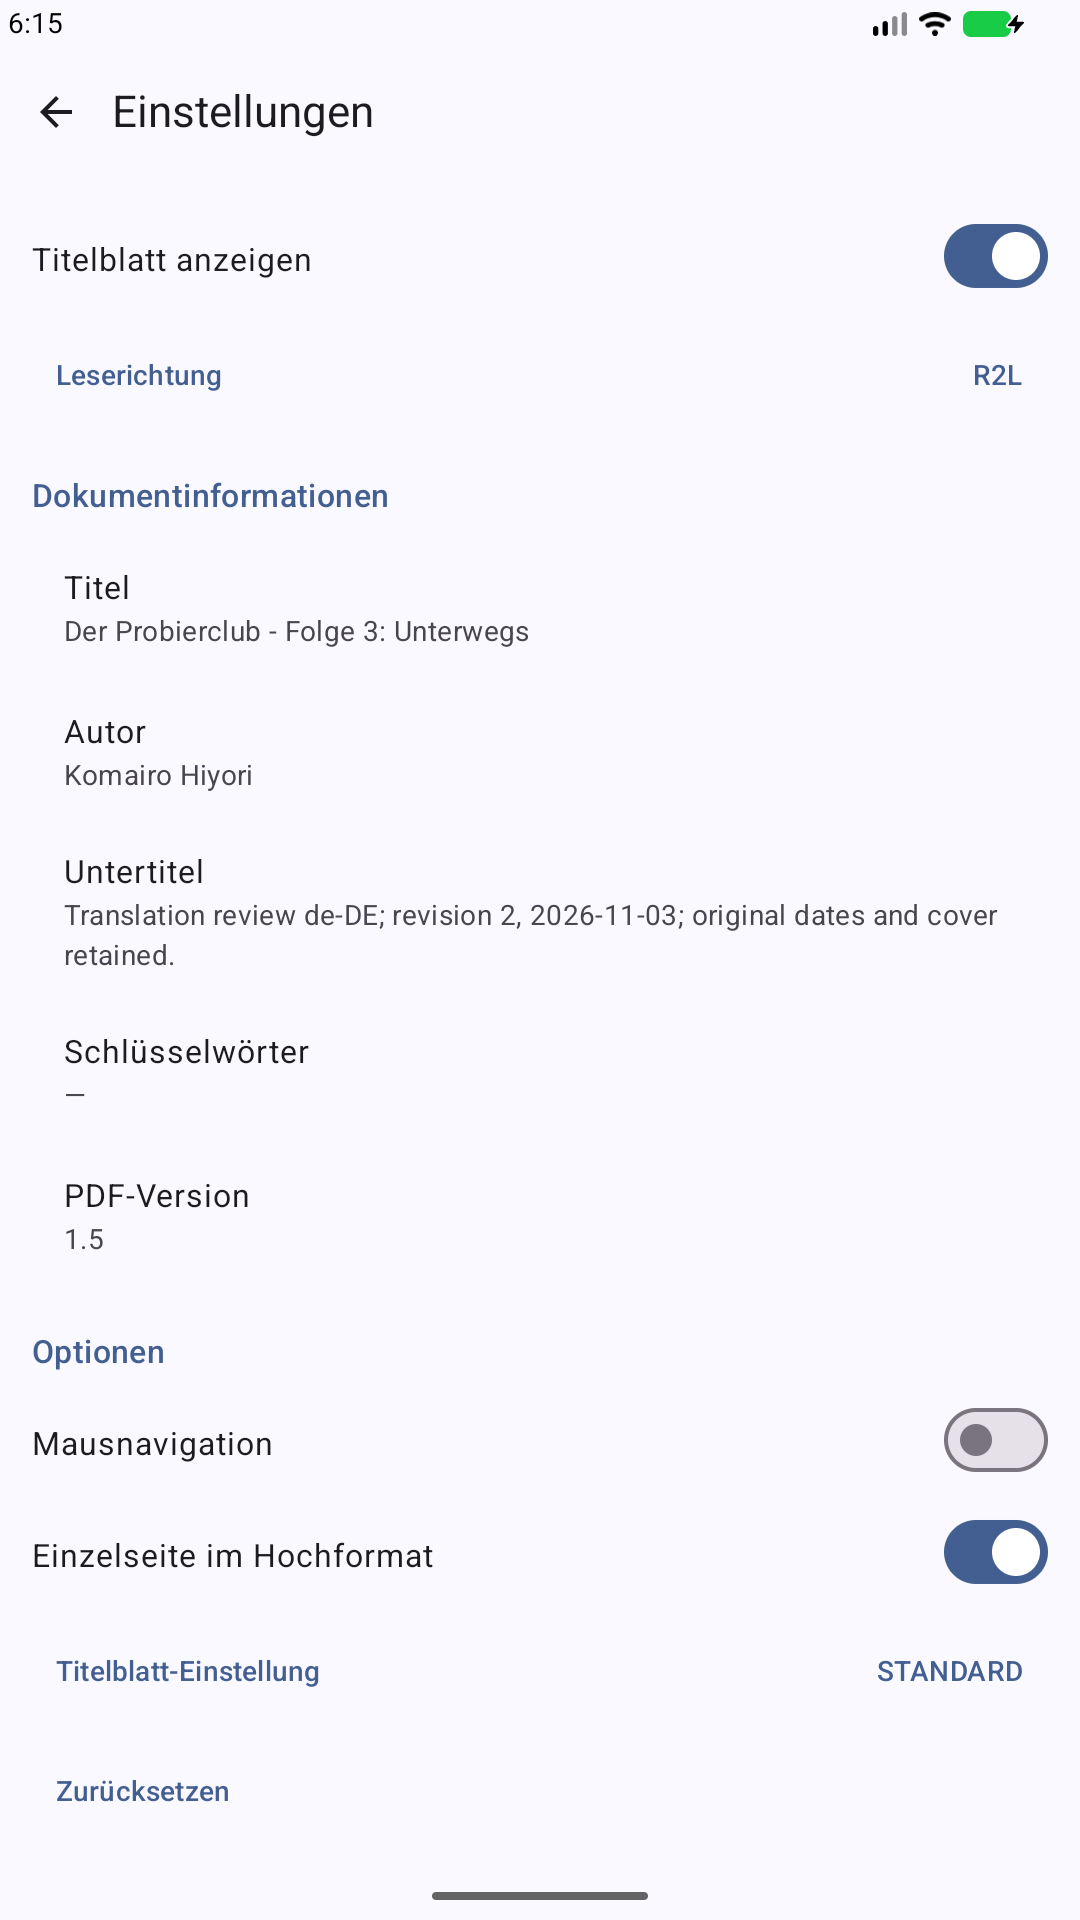 6:15
Einstellungen
Titelblatt anzeigen
Leserichtung R2L
Dokumentinformationen
Titel
Der Probierclub - Folge 3: Unterwegs
Autor
Komairo Hiyori
Untertitel
Translation review de-DE; revision 2, 2026-11-03; original dates and cover
retained.
Schlüsselwörter
—
PDF-Version
1.5
Optionen
Mausnavigation
Einzelseite im Hochformat
Titelblatt-Einstellung STANDARD
Zurücksetzen